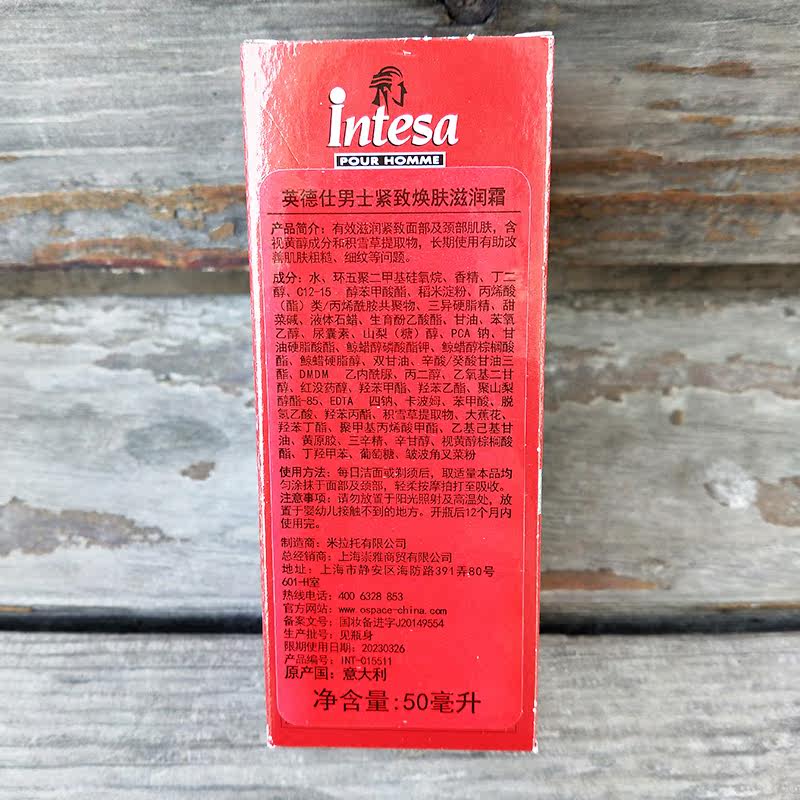 intesa
POUR HOMME
英德仕男士紧致焕肤滋润霜
产品简介：有效滋润紧致面部及颈部肌肤，含
视黄醇成分和积雪草提取物，长期使用有助改
善肌肤粗糙、细纹等问题。
成分：水、环五聚二甲基硅氧烷、香精、丁二
醇、C12-15 醇苯甲酸酯、稻米淀粉、丙烯酸
（酯）类/丙烯酰胺共聚物、三异硬脂精、甜
菜碱、液体石蜡、生育酚乙酸酯、甘油、苯氧
乙醇、尿囊素、山梨（糖）醇、PCA 钠、甘
油硬脂酸酯、鲸蜡醇磷酸酯钾、鲸蜡醇棕榈酸
酯、鲸蜡硬脂醇、双甘油、辛酸/癸酸甘油三
酯、DMDM 乙内酰脲、丙二醇、乙氧基二甘
醇、红没药醇、羟苯甲酯、羟苯乙酯、聚山梨
醇酯-85、EDTA 四钠、卡波姆、苯甲酸、脱
氢乙酸、羟苯丙酯、积雪草提取物、大蕉花、
羟苯丁酯、聚甲基丙烯酸甲酯、乙基己基甘
油、黄原胶、三辛精、辛甘醇、视黄醇棕榈酸
酯、丁羟甲苯、葡萄糖、皱波角叉菜粉
使用方法：每日洁面或剃须后，取适量本品均
匀涂抹于面部及颈部，轻柔按摩拍打至吸收。
注意事项：请勿放置于阳光照射及高温处，放
置于婴幼儿接触不到的地方。开瓶后12个月内
使用完。
制造商：米拉托有限公司
总经销商：上海崇雅商贸有限公司
地址：上海市静安区海防路391弄80号
601-H室
热线电话：400 6328 853
官方网站：www.ospace-china.com
备案文号：国妆备进字J20149554
生产批号：见瓶身
限期使用日期：20230326
产品编号：INT-015511
原产国：意大利
净含量：50毫升